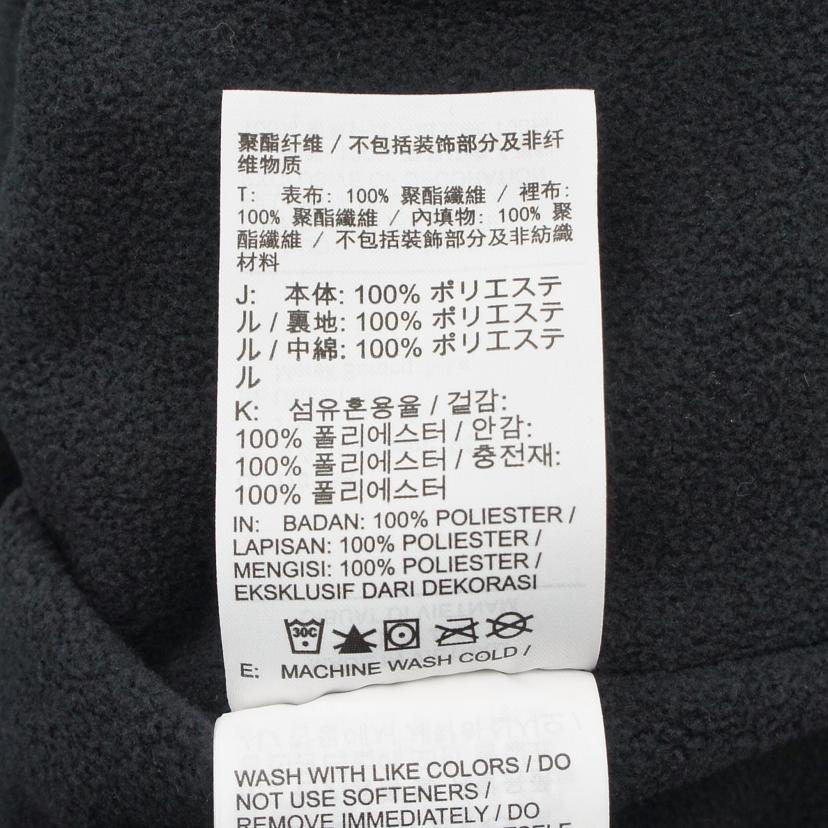 聚酯纤维 / 不包括装饰部分及非纤
维物质
T: 表布: 100% 聚酯纖維 / 裡布:
100% 聚酯纖維 / 內填物: 100% 聚
酯纖維 / 不包括裝飾部分及非紡織
材料
J: 本体: 100% ポリエステ
ル / 裏地: 100% ポリエステ
ル / 中綿: 100% ポリエステ
ル
K: 섬유혼용율 / 겉감:
100% 폴리에스터 / 안감:
100% 폴리에스터 / 충전재:
100% 폴리에스터
IN: BADAN: 100% POLIESTER /
LAPISAN: 100% POLIESTER /
MENGISI: 100% POLIESTER /
EKSKLUSIF DARI DEKORASI
30C
E: MACHINE WASH COLD /
WASH WITH LIKE COLORS / DO
NOT USE SOFTENERS /
REMOVE IMMEDIATELY / DO